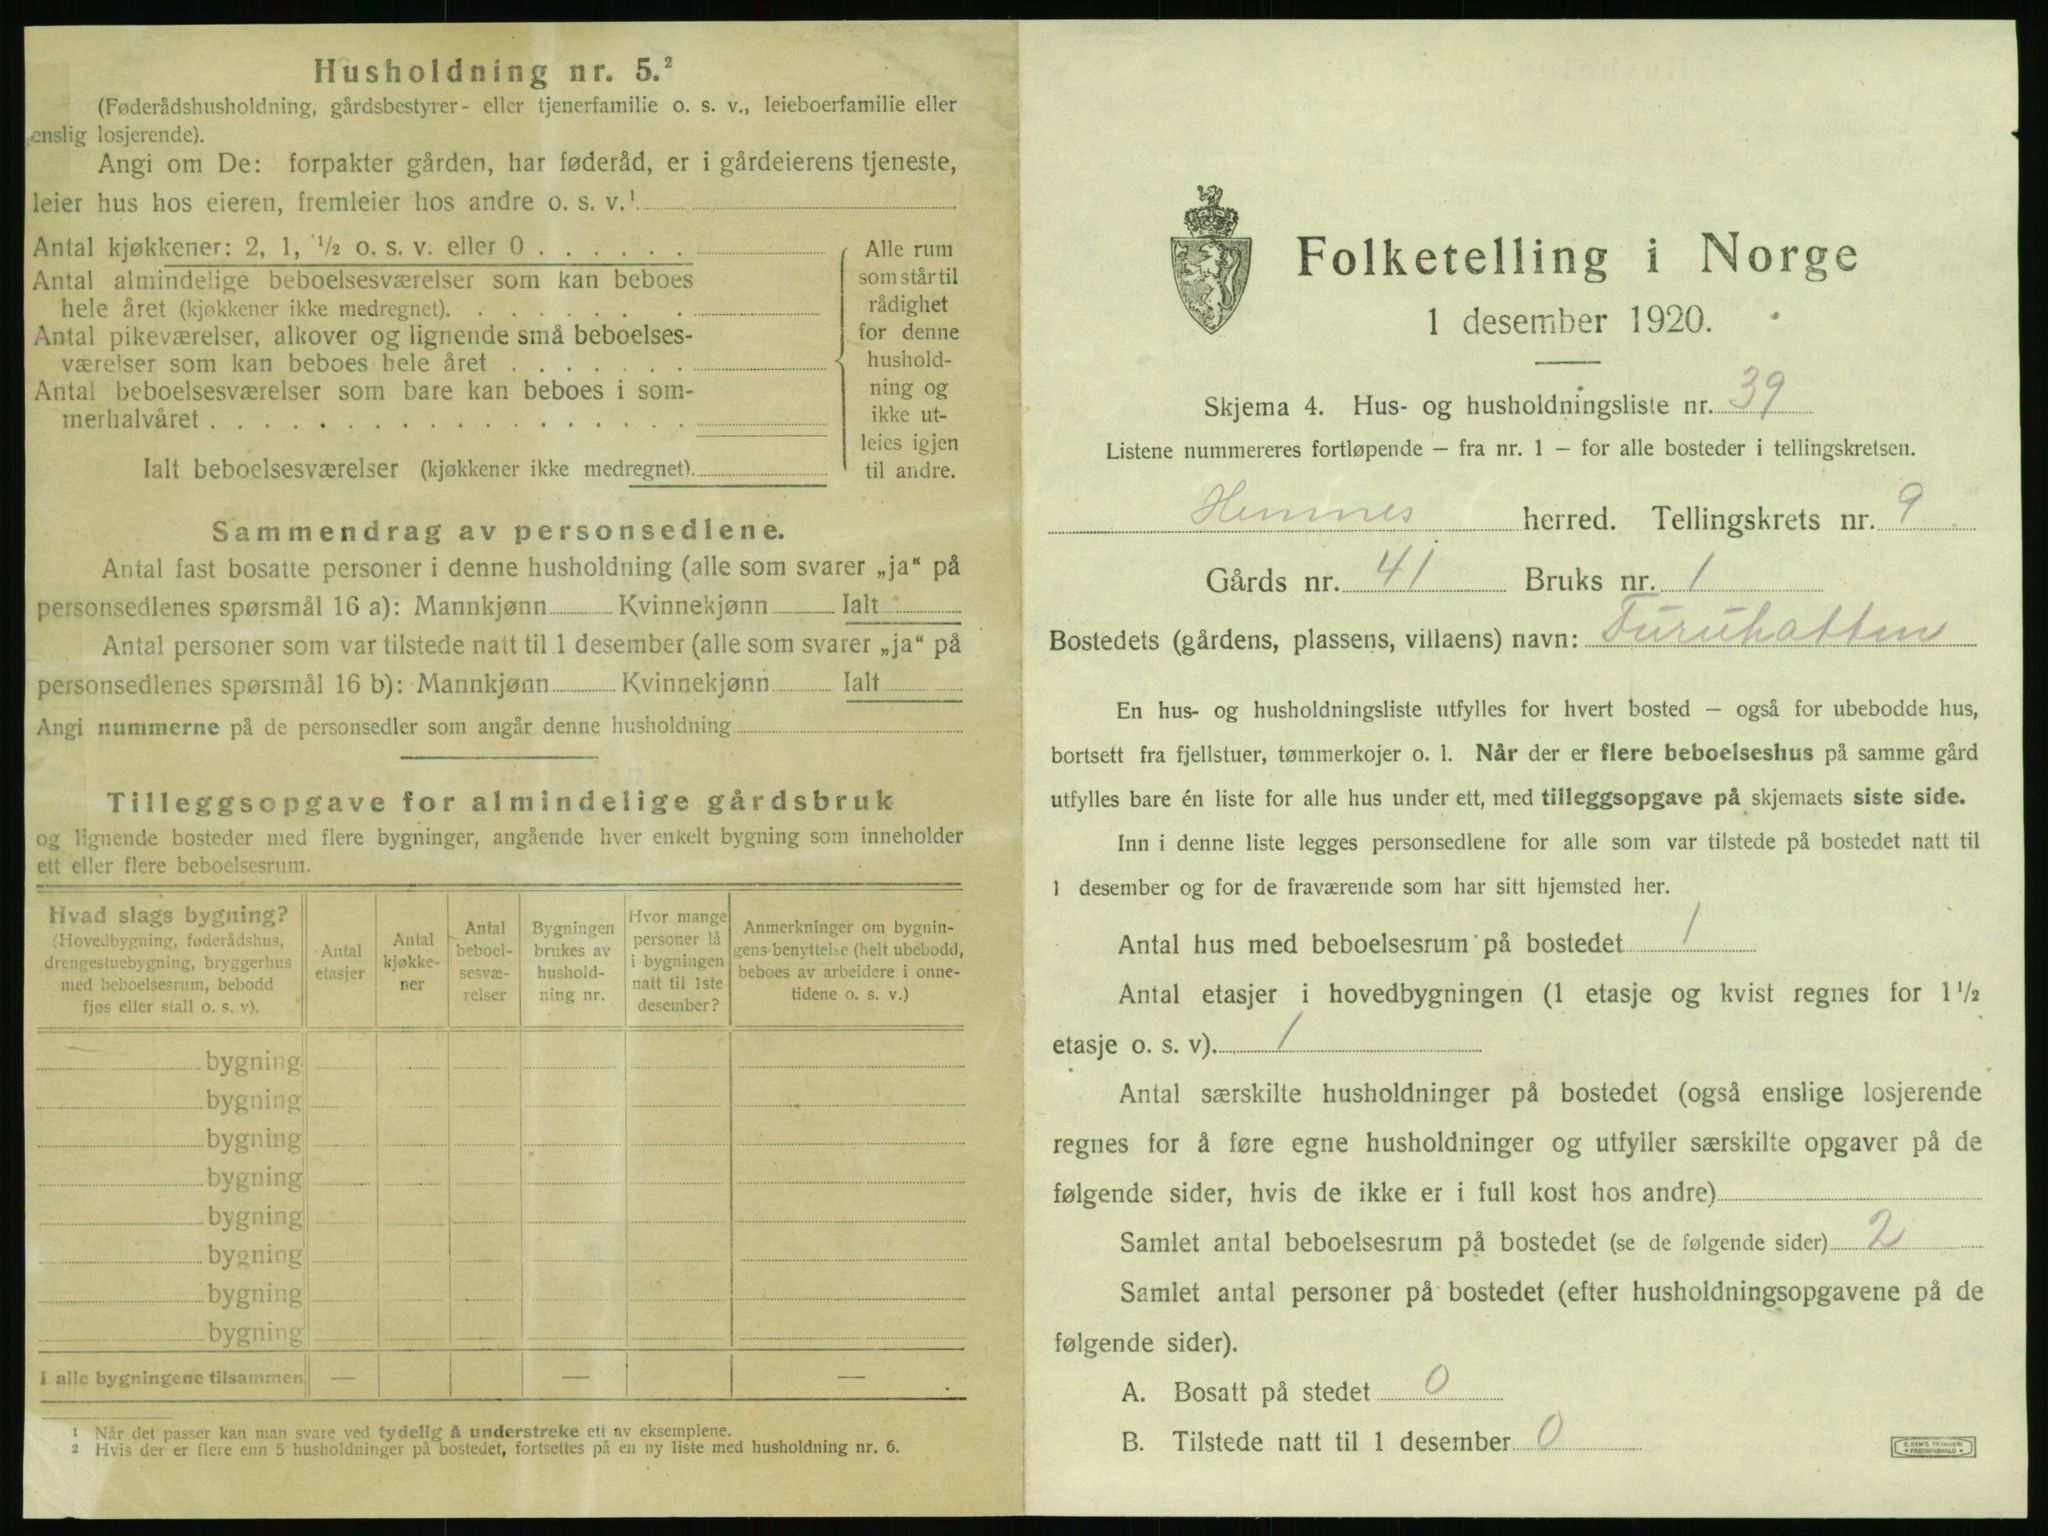 Husholdning nr. 5.²
(Føderådshusholdning, gårdsbestyrer- eller tjenerfamilie o. s. v., leieboerfamilie eller
enslig losjerende).
Angi om De: forpakter gården, har føderåd, er i gårdeierens tjeneste,
leier hus hos eieren, fremleier hos andre o. s. v.¹
Antal kjøkkener: 2, 1, ½ o. s. v. eller 0 . . . . . .
Antal almindelige beboelsesværelser som kan beboes
hele året (kjøkkener ikke medregnet). . . . . . . .
Antal pikeværelser, alkover og lignende små beboelses-
værelser som kan beboes hele året . . . . . . .
Antal beboelsesværelser som bare kan beboes i som-
merhalvåret . . . . . . . . . . . . . . . . . .
Ialt beboelsesværelser (kjøkkener ikke medregnet).
Alle rum
som står til
rådighet
for denne
hushold-
ning og
ikke ut-
leies igjen
til andre.
Sammendrag av personsedlene.
Antal fast bosatte personer i denne husholdning (alle som svarer „ja“ på
personsedlenes spørsmål 16 a): Mannkjønn Kvinnekjønn Ialt
Antal personer som var tilstede natt til 1 desember (alle som svarer „ja“ på
personsedlenes spørsmål 16 b): Mannkjønn Kvinnekjønn Ialt
Angi nummerne på de personsedler som angår denne husholdning
Tilleggsopgave for almindelige gårdsbruk
og lignende bosteder med flere bygninger, angående hver enkelt bygning som inneholder
ett eller flere beboelsesrum.
Hvad slags bygning?
(Hovedbygning, føderådshus,
drengestuebygning, bryggerhus
med beboelsesrum, bebodd
fjøs eller stall o. s. v).
Antal
etasjer
Antal
kjøkke-
ner
Antal
beboel-
sesvæ-
relser
Bygningen
brukes av
hushold-
ning nr.
Hvor mange
personer lå
i bygningen
natt til 1ste
desember?
Anmerkninger om bygnin-
gens benyttelse (helt ubebodd,
beboes av arbeidere i onne-
tidene o. s. v.)
bygning
bygning
bygning
bygning
bygning
bygning
bygning
bygning
I alle bygningene tilsammen — — —
¹ Når det passer kan man svare ved tydelig å understreke ett av eksemplene.
² Hvis der er flere enn 5 husholdninger på bostedet, fortsettes på en ny liste med husholdning nr. 6.
Folketelling i Norge
1 desember 1920.
Skjema 4. Hus- og husholdningsliste nr. 39
Listene nummereres fortløpende — fra nr. 1 — for alle bosteder i tellingskretsen.
Hemnes herred. Tellingskrets nr. 9
Gårds nr. 41 Bruks nr. 1
Bostedets (gårdens, plassens, villaens) navn: Furuhatten
En hus- og husholdningsliste utfylles for hvert bosted — også for ubebodde hus,
bortsett fra fjellstuer, tømmerkojer o. l. Når der er flere beboelseshus på samme gård
utfylles bare én liste for alle hus under ett, med tilleggsopgave på skjemaets siste side.
Inn i denne liste legges personsedlene for alle som var tilstede på bostedet natt til
1 desember og for de fraværende som har sitt hjemsted her.
Antal hus med beboelsesrum på bostedet 1
Antal etasjer i hovedbygningen (1 etasje og kvist regnes for 1½
etasje o. s. v). 1
Antal særskilte husholdninger på bostedet (også enslige losjerende
regnes for å føre egne husholdninger og utfyller særskilte opgaver på de
følgende sider, hvis de ikke er i full kost hos andre)
Samlet antal beboelsesrum på bostedet (se de følgende sider) 2
Samlet antal personer på bostedet (efter husholdningsopgavene på de
følgende sider).
A. Bosatt på stedet 0
B. Tilstede natt til 1 desember 0